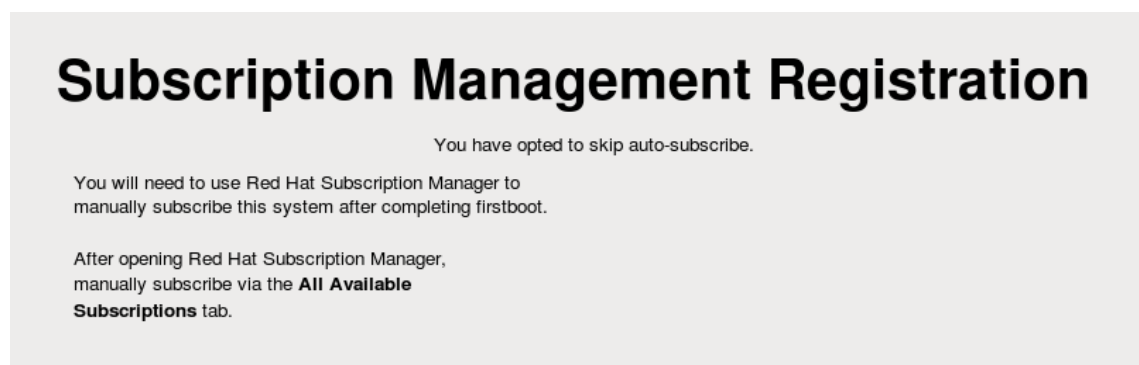 Subscription Management Registration
You have opted to skip auto-subscribe.
You will need to use Red Hat Subscription Manager to
manually subscribe this system after completing firstboot.
After opening Red Hat Subscription Manager,
manually subscribe via the All Available
Subscriptions tab.